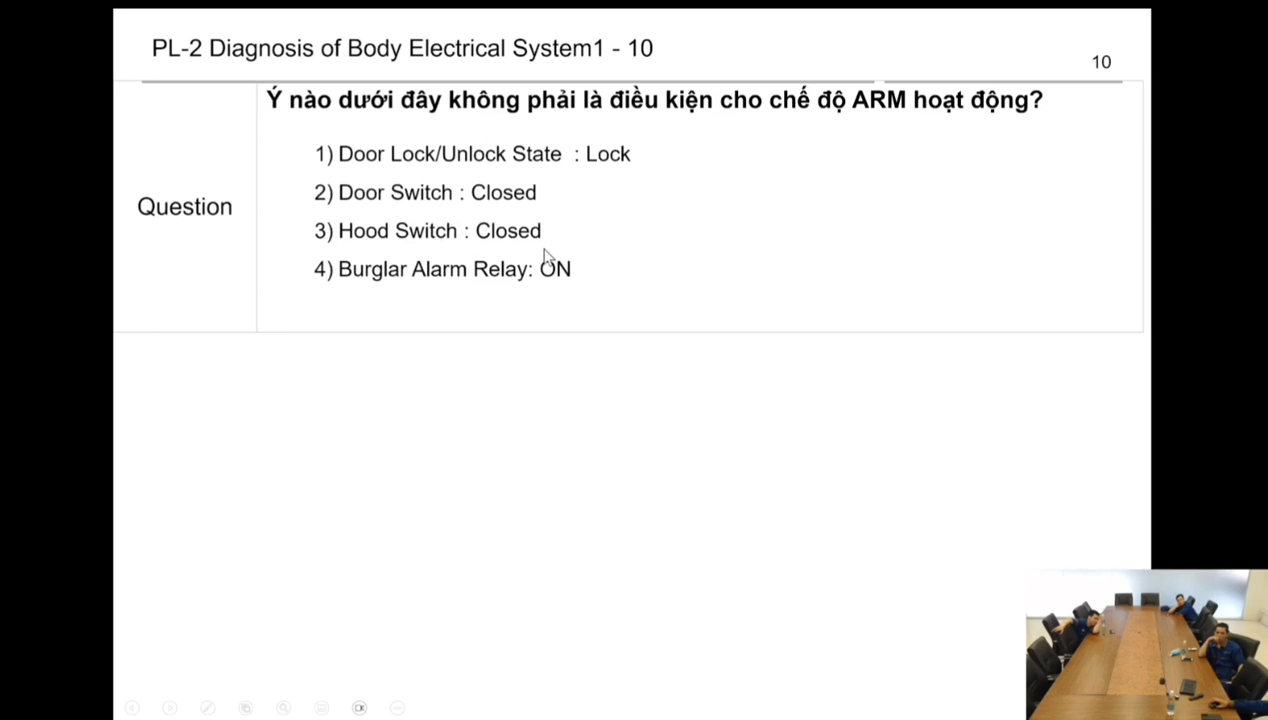 PL-2 Diagnosis of Body Electrical System1 - 10
10
Ý nào dưới đây không phải là điều kiện cho chế độ ARM hoạt động?
Question
1) Door Lock/Unlock State : Lock
2) Door Switch : Closed
3) Hood Switch : Closed
4) Burglar Alarm Relay: ON